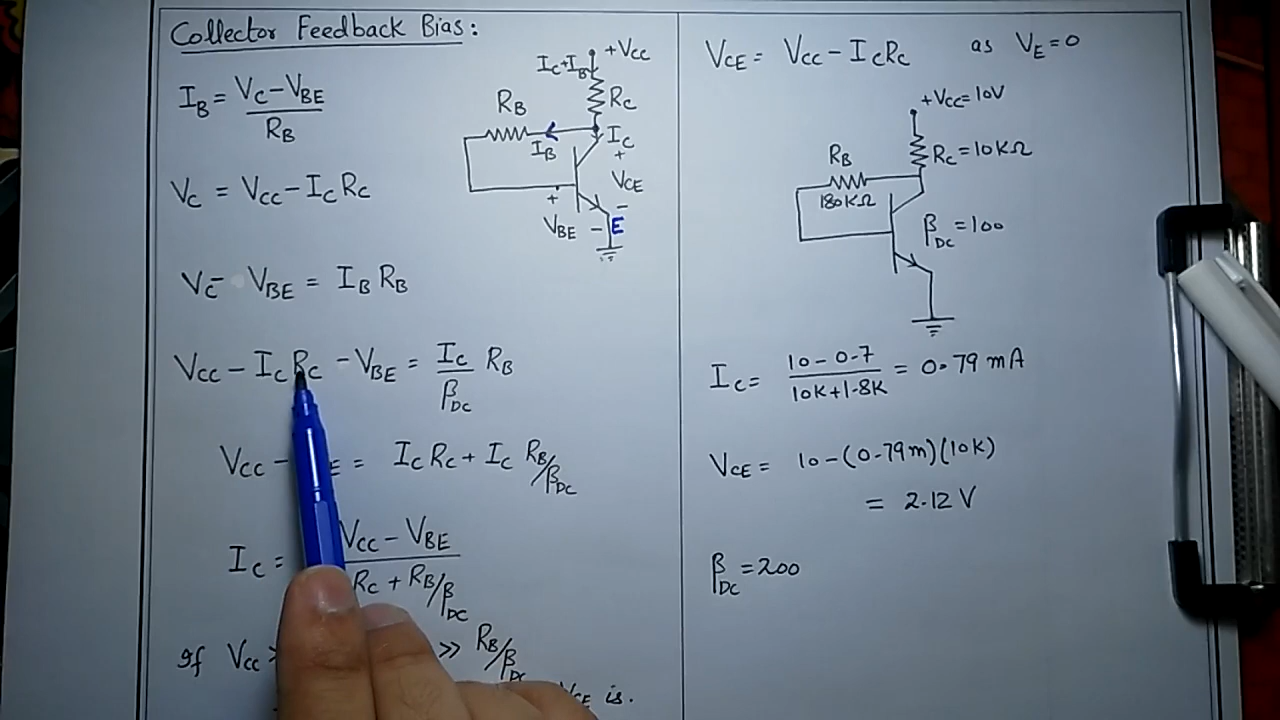 Collector Feedback Bias:
I_B = V_C - V_BE / R_B
V_C = V_CC - I_C R_C
V_C - V_BE = I_B R_B
V_CC - I_C R_C - V_BE = I_C / β_DC R_B
V_CC - E = I_C R_C + I_C R_B/β_DC
I_C = V_CC - V_BE / R_C + R_B/β_DC
If V_CC >> R_B/β_DC
V_CE is.
I_C+I_B
+V_CC
R_B
R_C
I_B
I_C
+
V_CE
-
+
V_BE - E
V_CE = V_CC - I_C R_C as V_E = 0
+V_CC = 10V
R_B
R_C = 10KΩ
180KΩ
β_DC = 100
I_C = 10 - 0.7 / 10K + 1.8K = 0.79 mA
V_CE = 10 - (0.79m)(10K)
= 2.12 V
β_DC = 200